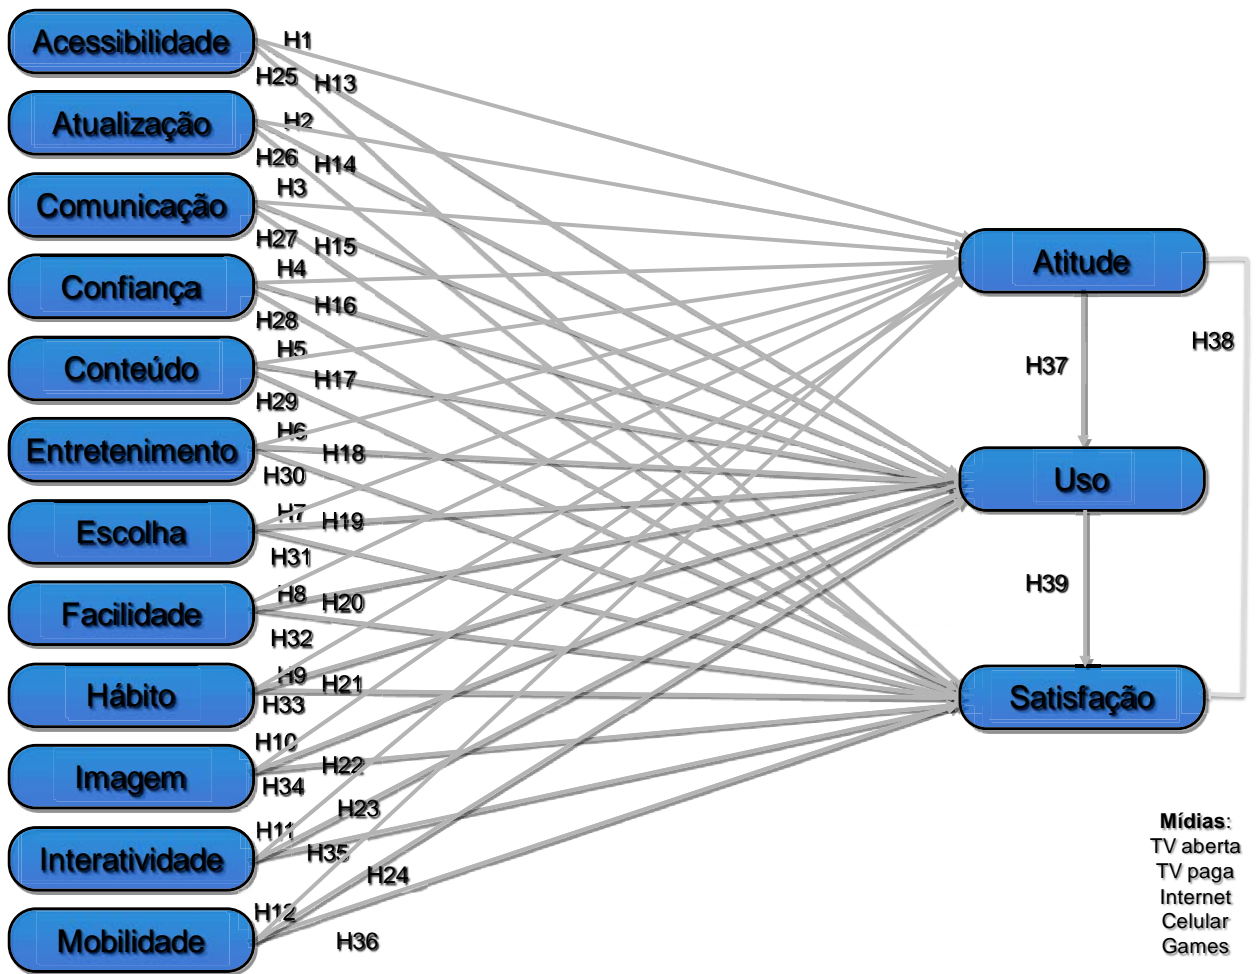 Acessibilidade
H1
H25
H13
Atualização
H2
H26
H14
Comunicação
H3
H27
H15
Confiança
H4
H28
H16
Conteúdo
H5
H29
H17
Entretenimento
H6
H30
H18
Escolha
H7
H31
H19
Facilidade
H8
H32
H20
Hábito
H9
H33
H21
Imagem
H10
H34
H22
Interatividade
H11
H35
H23
Mobilidade
H12
H36
H24
Atitude
H37
H38
Uso
H39
Satisfação
Mídias:
TV aberta
TV paga
Internet
Celular
Games